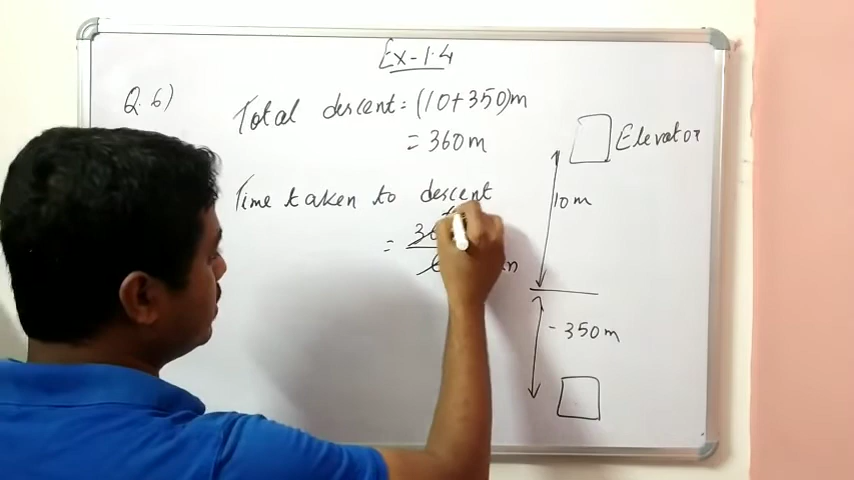 Ex-1.4
Q.6)
Total descent = (10+350)m
= 360m
Elevator
Time taken to descent
10m
=
- 350m